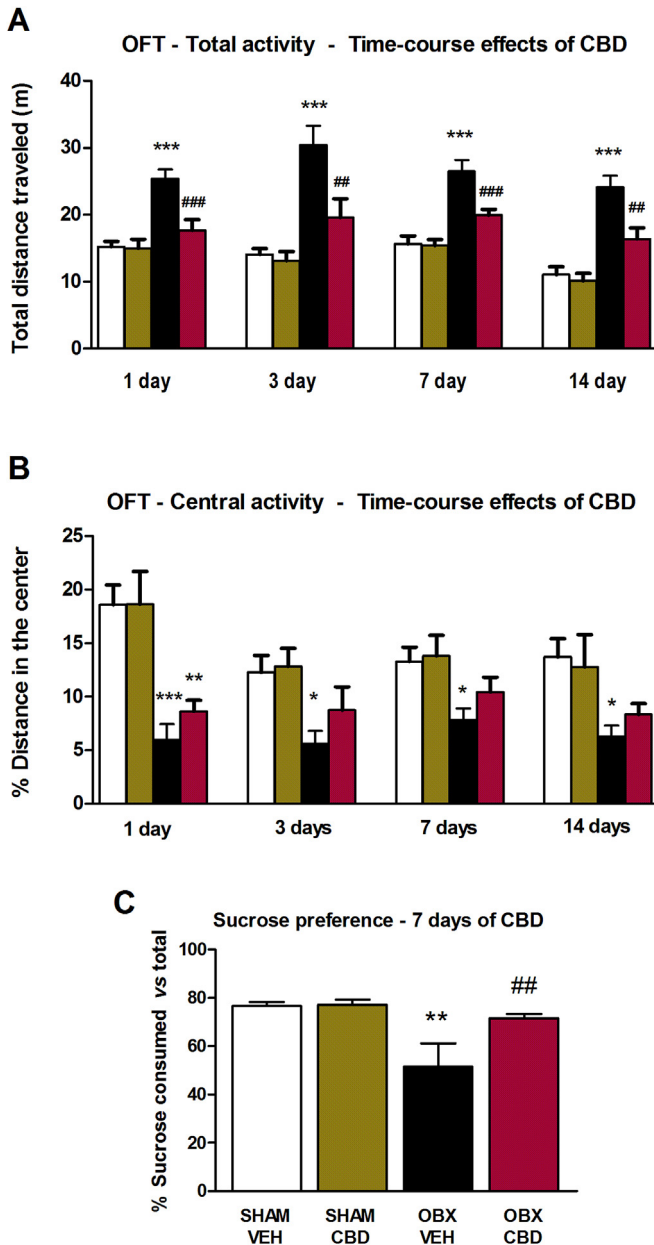 A
OFT - Total activity - Time-course effects of CBD
Total distance traveled (m)
40
30
20
10
0
***
###
***
##
***
###
***
##
1 day
3 day
7 day
14 day
B
OFT - Central activity - Time-course effects of CBD
% Distance in the center
25
20
15
10
5
0
***
**
*
*
*
1 day
3 days
7 days
14 days
C
Sucrose preference - 7 days of CBD
% Sucrose consumed vs total
100
80
60
40
20
0
**
##
SHAM SHAM OBX OBX
VEH CBD VEH CBD